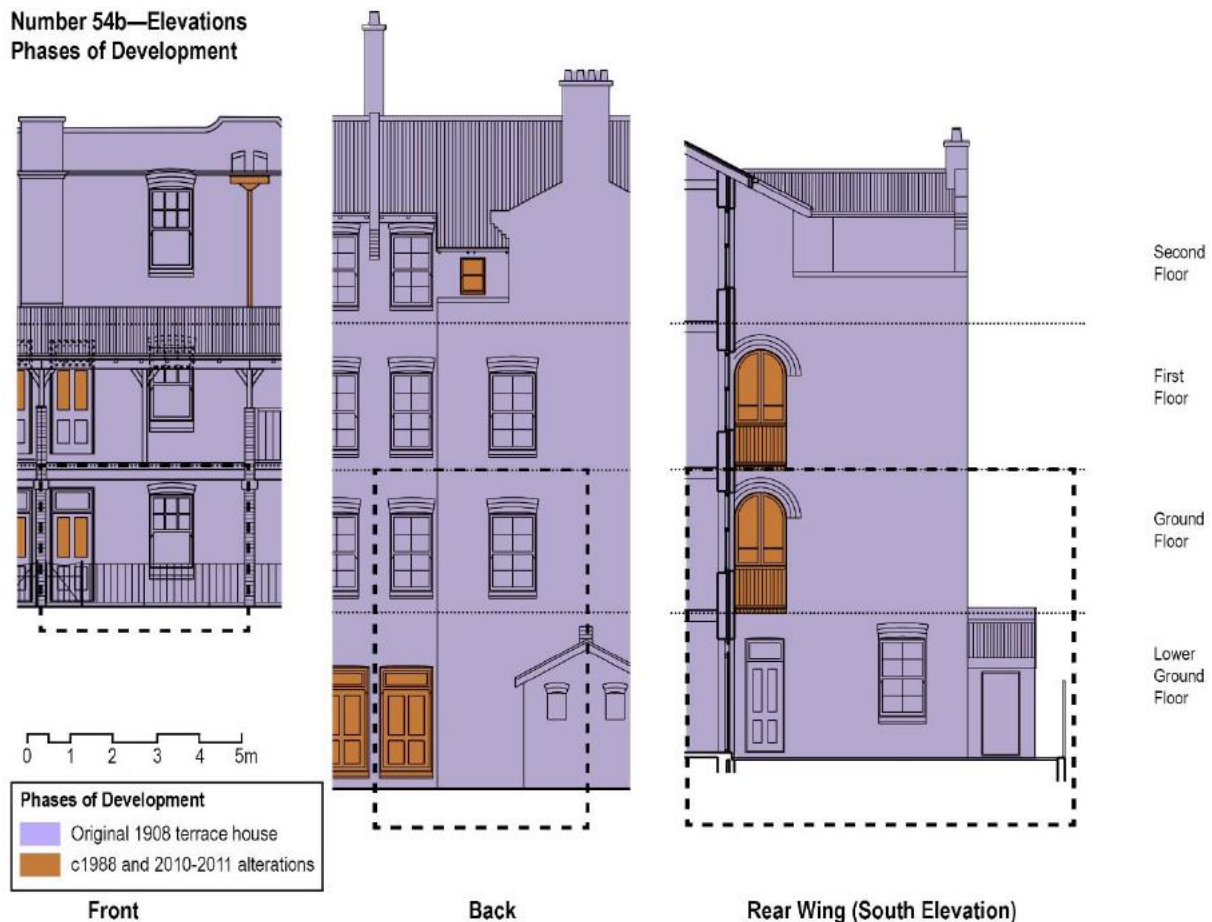 Number 54b—Elevations
Phases of Development
Second
Floor
First
Floor
Ground
Floor
Lower
Ground
Floor
0 1 2 3 4 5m
Phases of Development
Original 1908 terrace house
c1988 and 2010-2011 alterations
Front
Back
Rear Wing (South Elevation)